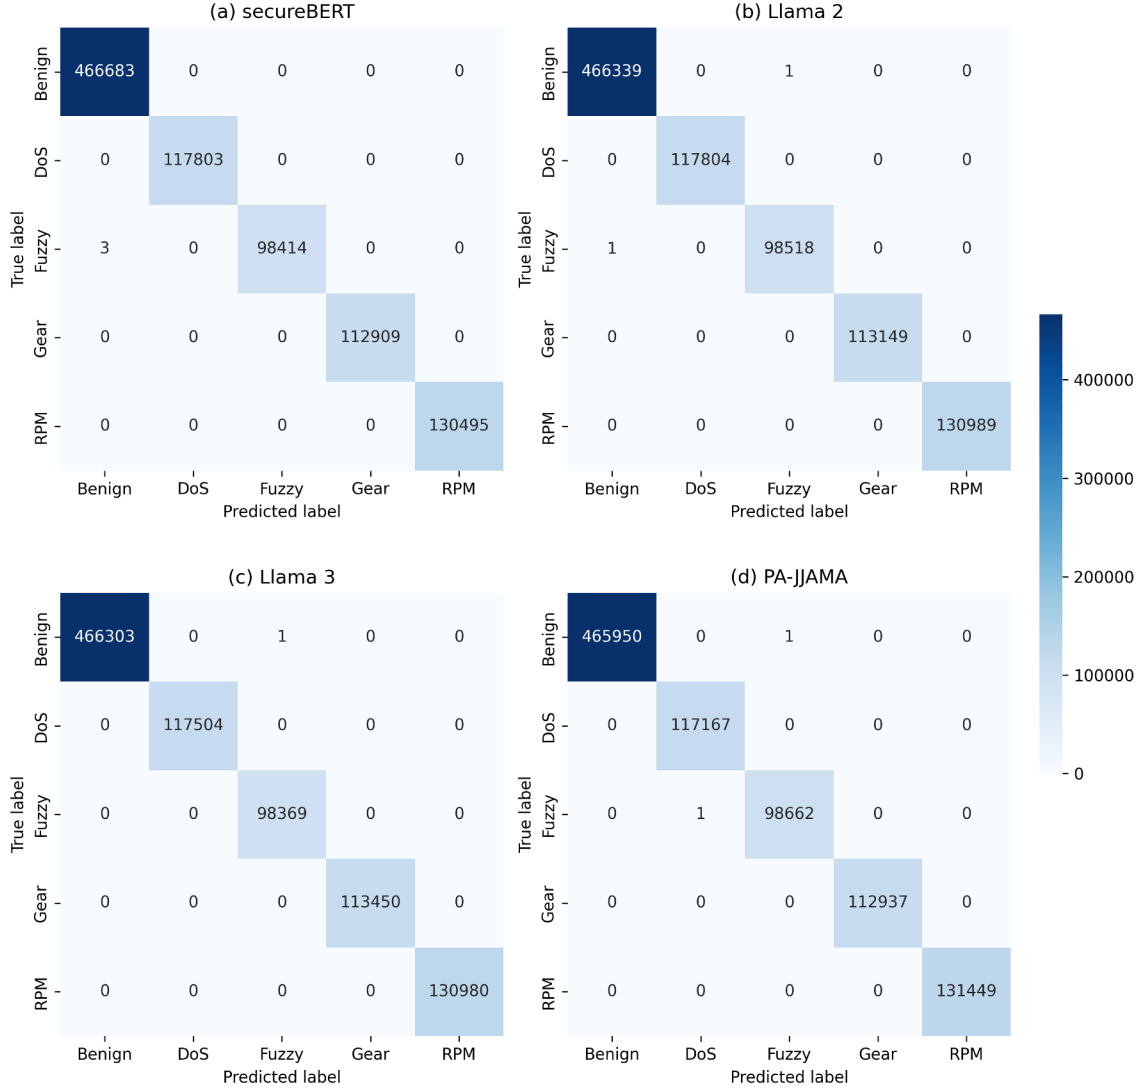 (a) secureBERT
Benign 466683 0 0 0 0
DoS 0 117803 0 0 0
Fuzzy 3 0 98414 0 0
Gear 0 0 0 112909 0
RPM 0 0 0 0 130495
True label
Benign DoS Fuzzy Gear RPM
Predicted label
(b) Llama 2
Benign 466339 0 1 0 0
DoS 0 117804 0 0 0
Fuzzy 1 0 98518 0 0
Gear 0 0 0 113149 0
RPM 0 0 0 0 130989
True label
Benign DoS Fuzzy Gear RPM
Predicted label
(c) Llama 3
Benign 466303 0 1 0 0
DoS 0 117504 0 0 0
Fuzzy 0 0 98369 0 0
Gear 0 0 0 113450 0
RPM 0 0 0 0 130980
True label
Benign DoS Fuzzy Gear RPM
Predicted label
(d) PA-JJAMA
Benign 465950 0 1 0 0
DoS 0 117167 0 0 0
Fuzzy 0 1 98662 0 0
Gear 0 0 0 112937 0
RPM 0 0 0 0 131449
True label
Benign DoS Fuzzy Gear RPM
Predicted label
400000
300000
200000
100000
0